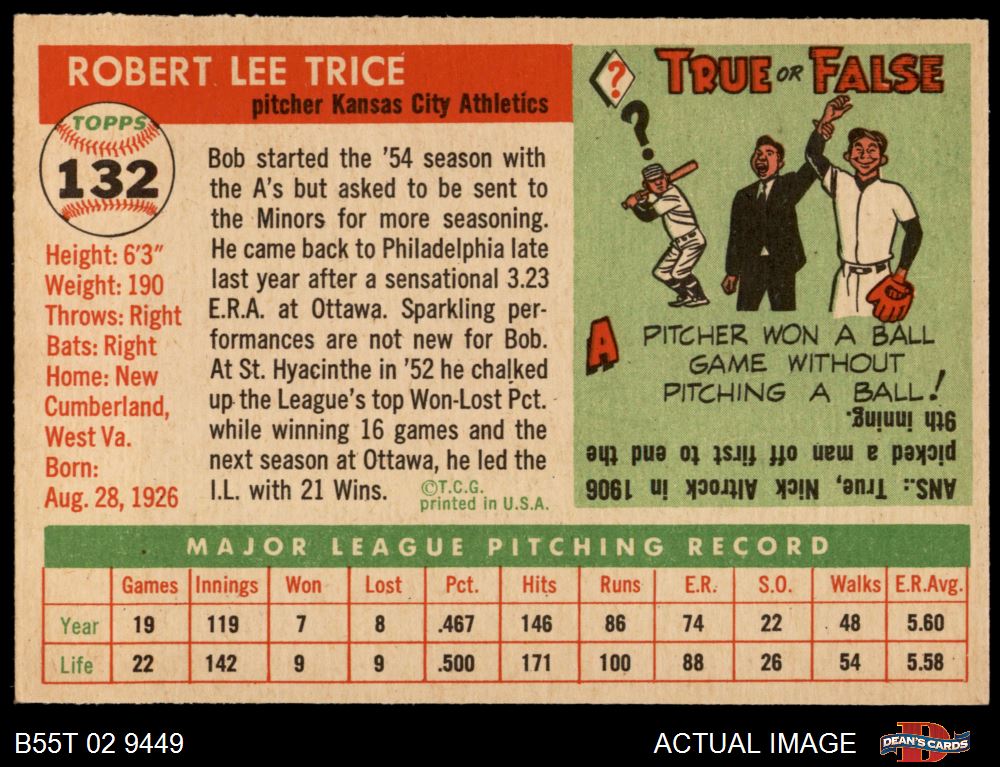 ROBERT LEE TRICE
pitcher Kansas City Athletics
TOPPS
132
Height: 6'3"
Weight: 190
Throws: Right
Bats: Right
Home: New
Cumberland,
West Va.
Born:
Aug. 28, 1926
Bob started the '54 season with
the A's but asked to be sent to
the Minors for more seasoning.
He came back to Philadelphia late
last year after a sensational 3.23
E.R.A. at Ottawa. Sparkling per-
formances are not new for Bob.
At St. Hyacinthe in '52 he chalked
up the League's top Won-Lost Pct.
while winning 16 games and the
next season at Ottawa, he led the
I.L. with 21 Wins.
©T.C.G.
printed in U.S.A.
? TRUE OR FALSE
?
A PITCHER WON A BALL
GAME WITHOUT
PITCHING A BALL!
ANS.: True, Nick Altrock in 1906
picked a man off first to end the
9th inning.
MAJOR LEAGUE PITCHING RECORD
Games Innings Won Lost Pct. Hits Runs E.R. S.O. Walks E.R.Avg.
Year 19 119 7 8 .467 146 86 74 22 48 5.60
Life 22 142 9 9 .500 171 100 88 26 54 5.58
B55T 02 9449
ACTUAL IMAGE
D
DEAN'S CARDS